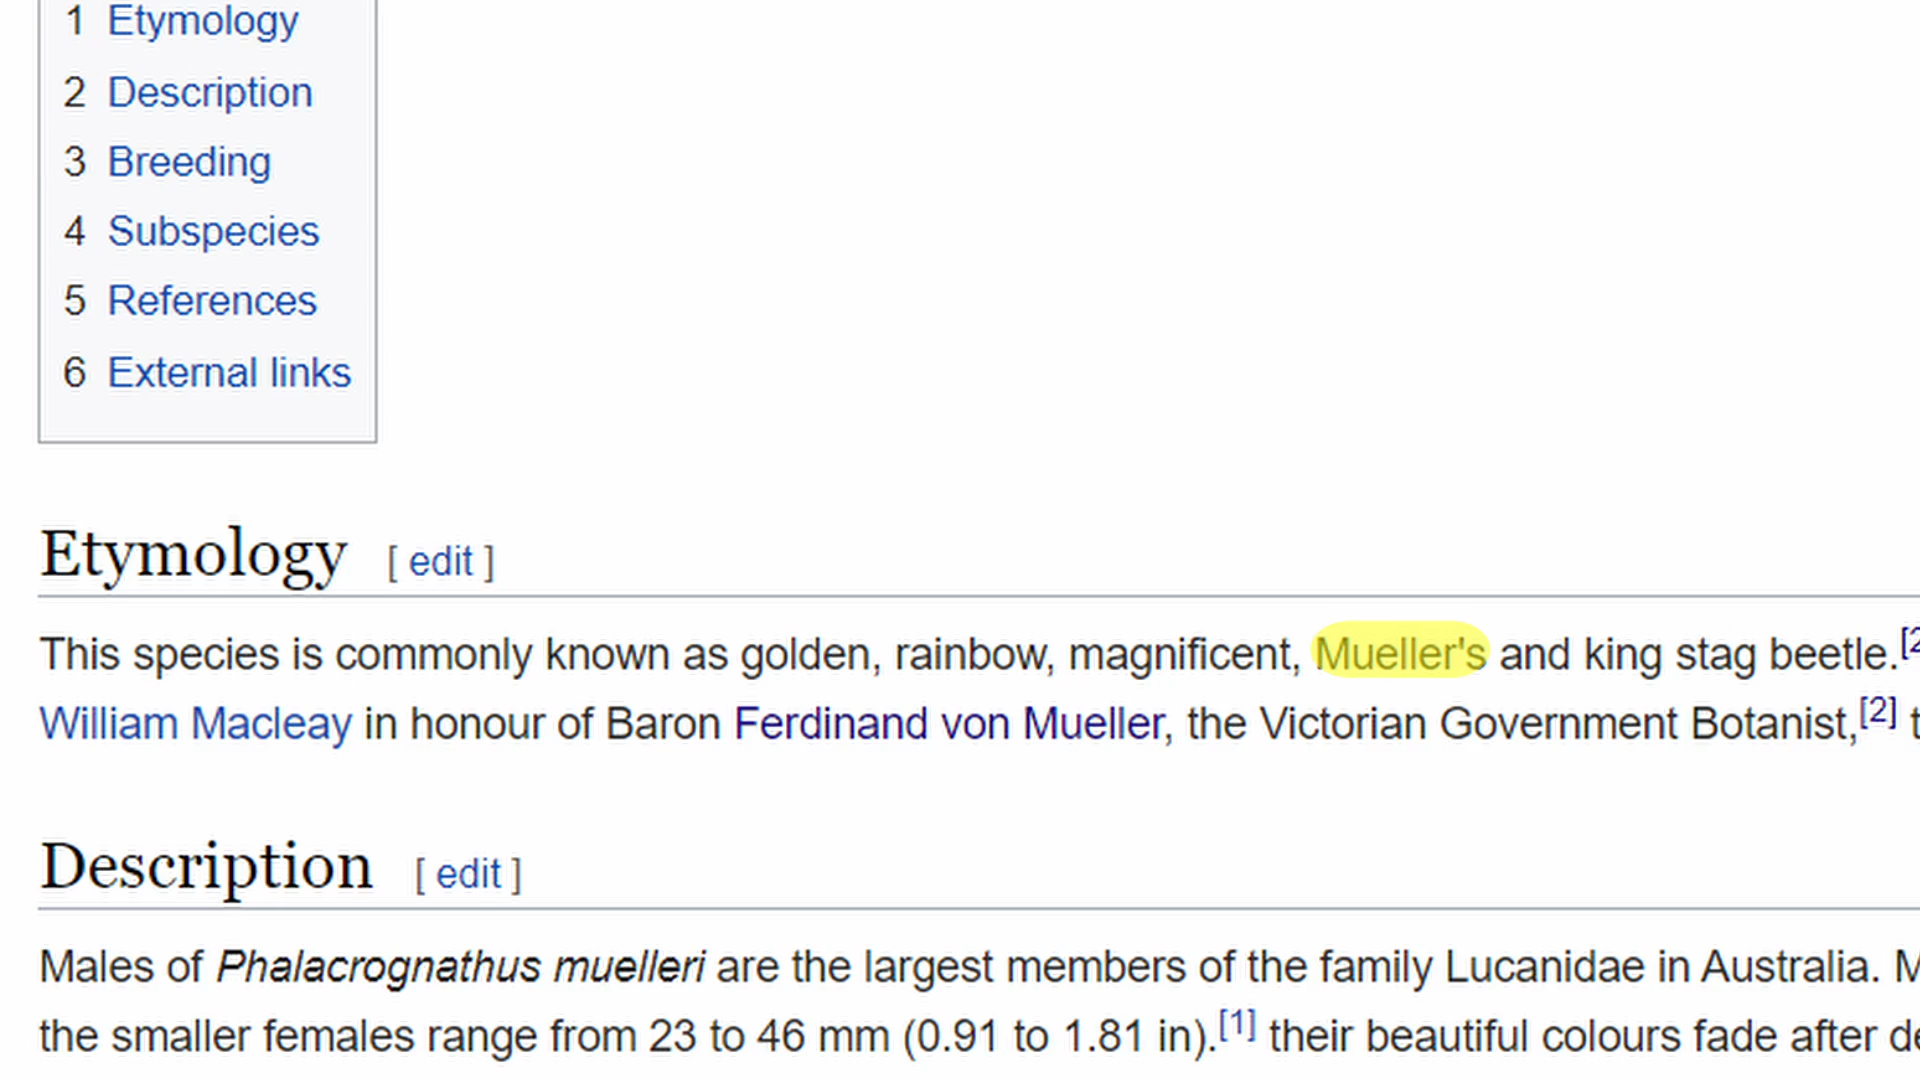 1 Etymology
2 Description
3 Breeding
4 Subspecies
5 References
6 External links
Etymology [ edit ]
This species is commonly known as golden, rainbow, magnificent, Mueller's and king stag beetle.[2
William Macleay in honour of Baron Ferdinand von Mueller, the Victorian Government Botanist,[2]
Description [ edit ]
Males of Phalacrognathus muelleri are the largest members of the family Lucanidae in Australia.
the smaller females range from 23 to 46 mm (0.91 to 1.81 in).[1] their beautiful colours fade after